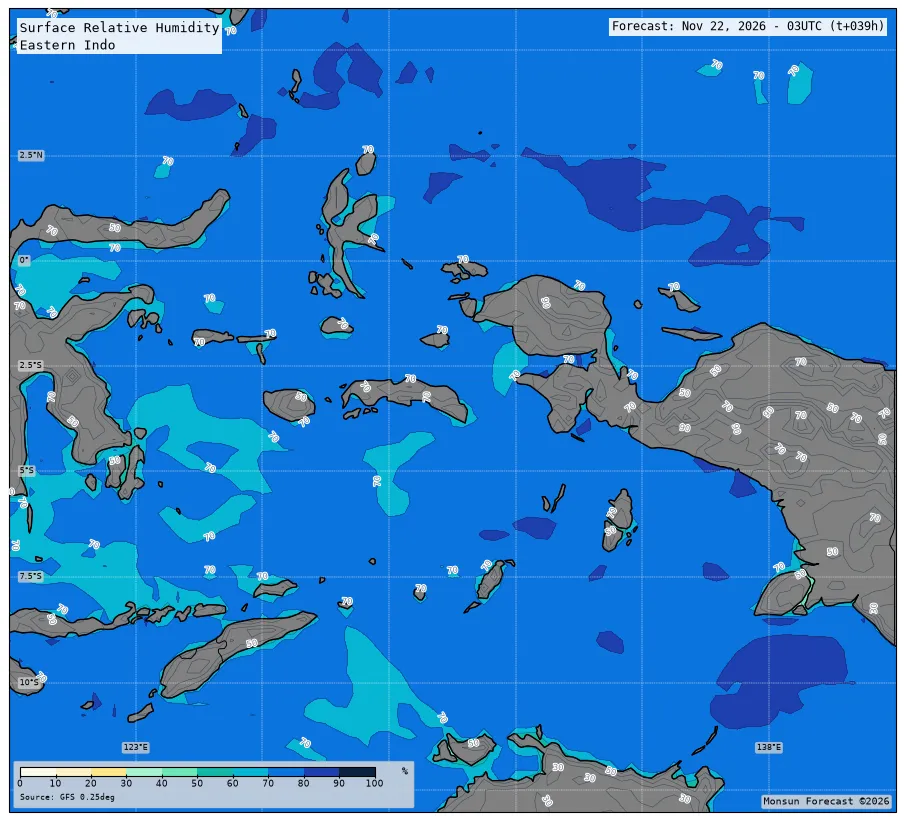 Surface Relative Humidity
Eastern Indo
Forecast: Nov 22, 2026 - 03UTC (t+039h)
2.5°N
0°
2.5°S
5°S
7.5°S
10°S
123°E
138°E
0 10 20 30 40 50 60 70 80 90 100 %
Source: GFS 0.25deg
Monsun Forecast ©2026